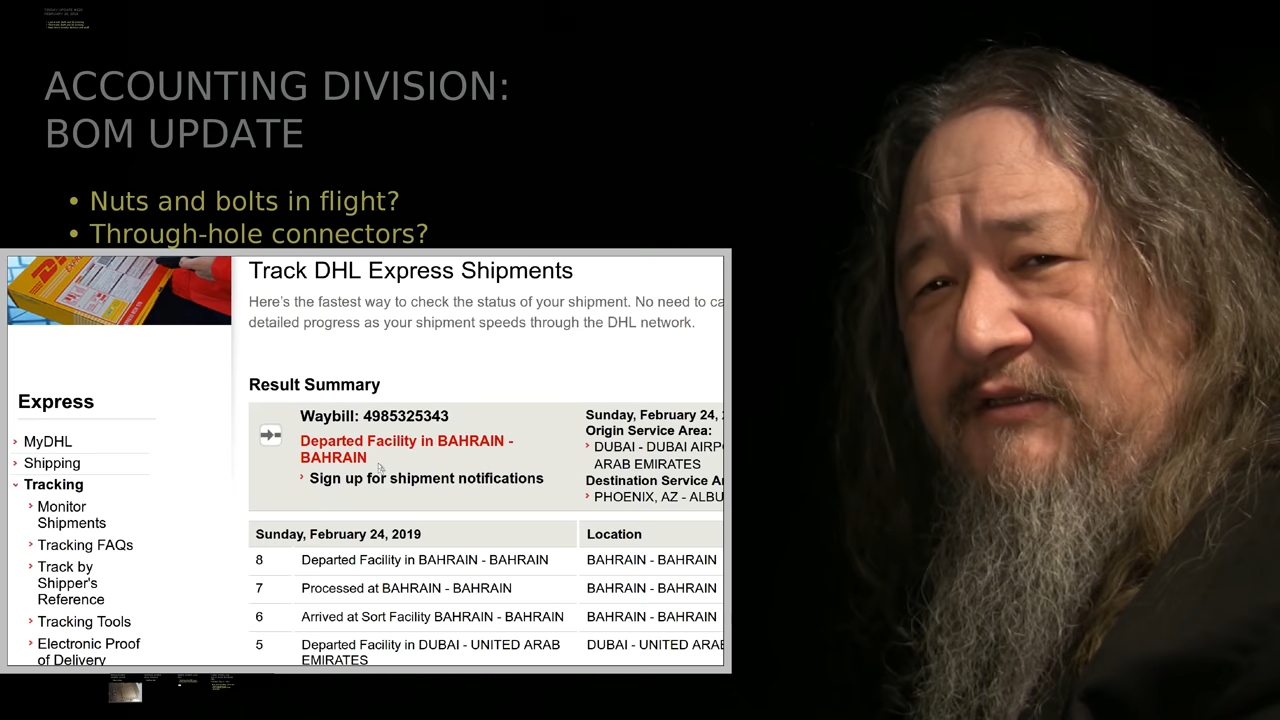 ACCOUNTING DIVISION:
BOM UPDATE
• Nuts and bolts in flight?
• Through-hole connectors?
Track DHL Express Shipments
Here's the fastest way to check the status of your shipment. No need to ca
detailed progress as your shipment speeds through the DHL network.
Result Summary
Express
MyDHL
Shipping
Tracking
Monitor
Shipments
Tracking FAQs
Track by
Shipper's
Reference
Tracking Tools
Electronic Proof
of Delivery
Waybill: 4985325343
Departed Facility in BAHRAIN -
BAHRAIN
Sign up for shipment notifications
Sunday, February 24,
Origin Service Area:
DUBAI - DUBAI AIRP
ARAB EMIRATES
Destination Service Ar
PHOENIX, AZ - ALBU
Sunday, February 24, 2019 Location
8 Departed Facility in BAHRAIN - BAHRAIN BAHRAIN - BAHRAIN
7 Processed at BAHRAIN - BAHRAIN BAHRAIN - BAHRAIN
6 Arrived at Sort Facility BAHRAIN - BAHRAIN BAHRAIN - BAHRAIN
5 Departed Facility in DUBAI - UNITED ARAB DUBAI - UNITED ARAB
EMIRATES